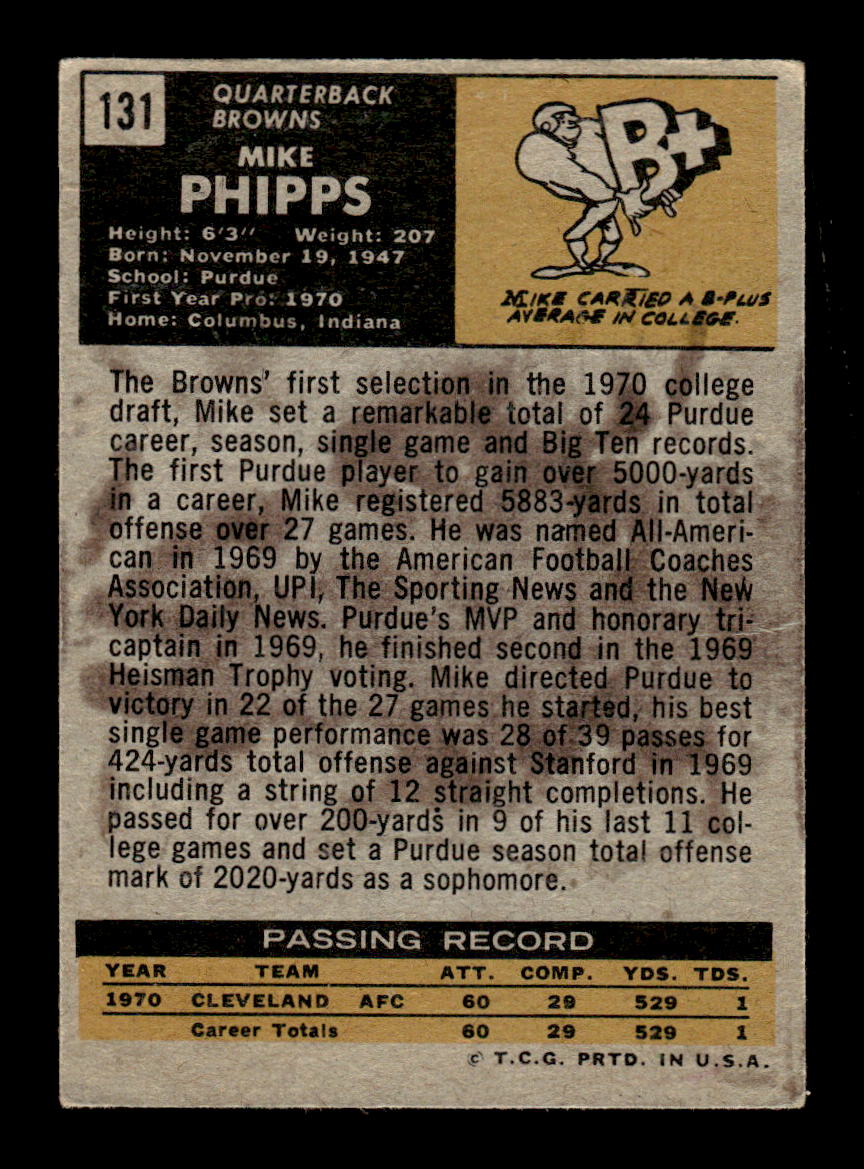 131
QUARTERBACK
BROWNS
MIKE
PHIPPS
Height: 6'3" Weight: 207
Born: November 19, 1947
School: Purdue
First Year Pro: 1970
Home: Columbus, Indiana
B+
MIKE CARRIED A B-PLUS
AVERAGE IN COLLEGE.
The Browns' first selection in the 1970 college
draft, Mike set a remarkable total of 24 Purdue
career, season, single game and Big Ten records.
The first Purdue player to gain over 5000-yards
in a career, Mike registered 5883-yards in total
offense over 27 games. He was named All-Ameri-
can in 1969 by the American Football Coaches
Association, UPI, The Sporting News and the New
York Daily News. Purdue's MVP and honorary tri-
captain in 1969, he finished second in the 1969
Heisman Trophy voting. Mike directed Purdue to
victory in 22 of the 27 games he started, his best
single game performance was 28 of 39 passes for
424-yards total offense against Stanford in 1969
including a string of 12 straight completions. He
passed for over 200-yards in 9 of his last 11 col-
lege games and set a Purdue season total offense
mark of 2020-yards as a sophomore.
PASSING RECORD
YEAR TEAM ATT. COMP. YDS. TDS.
1970 CLEVELAND AFC 60 29 529 1
Career Totals 60 29 529 1
© T.C.G. PRTD. IN U.S.A.